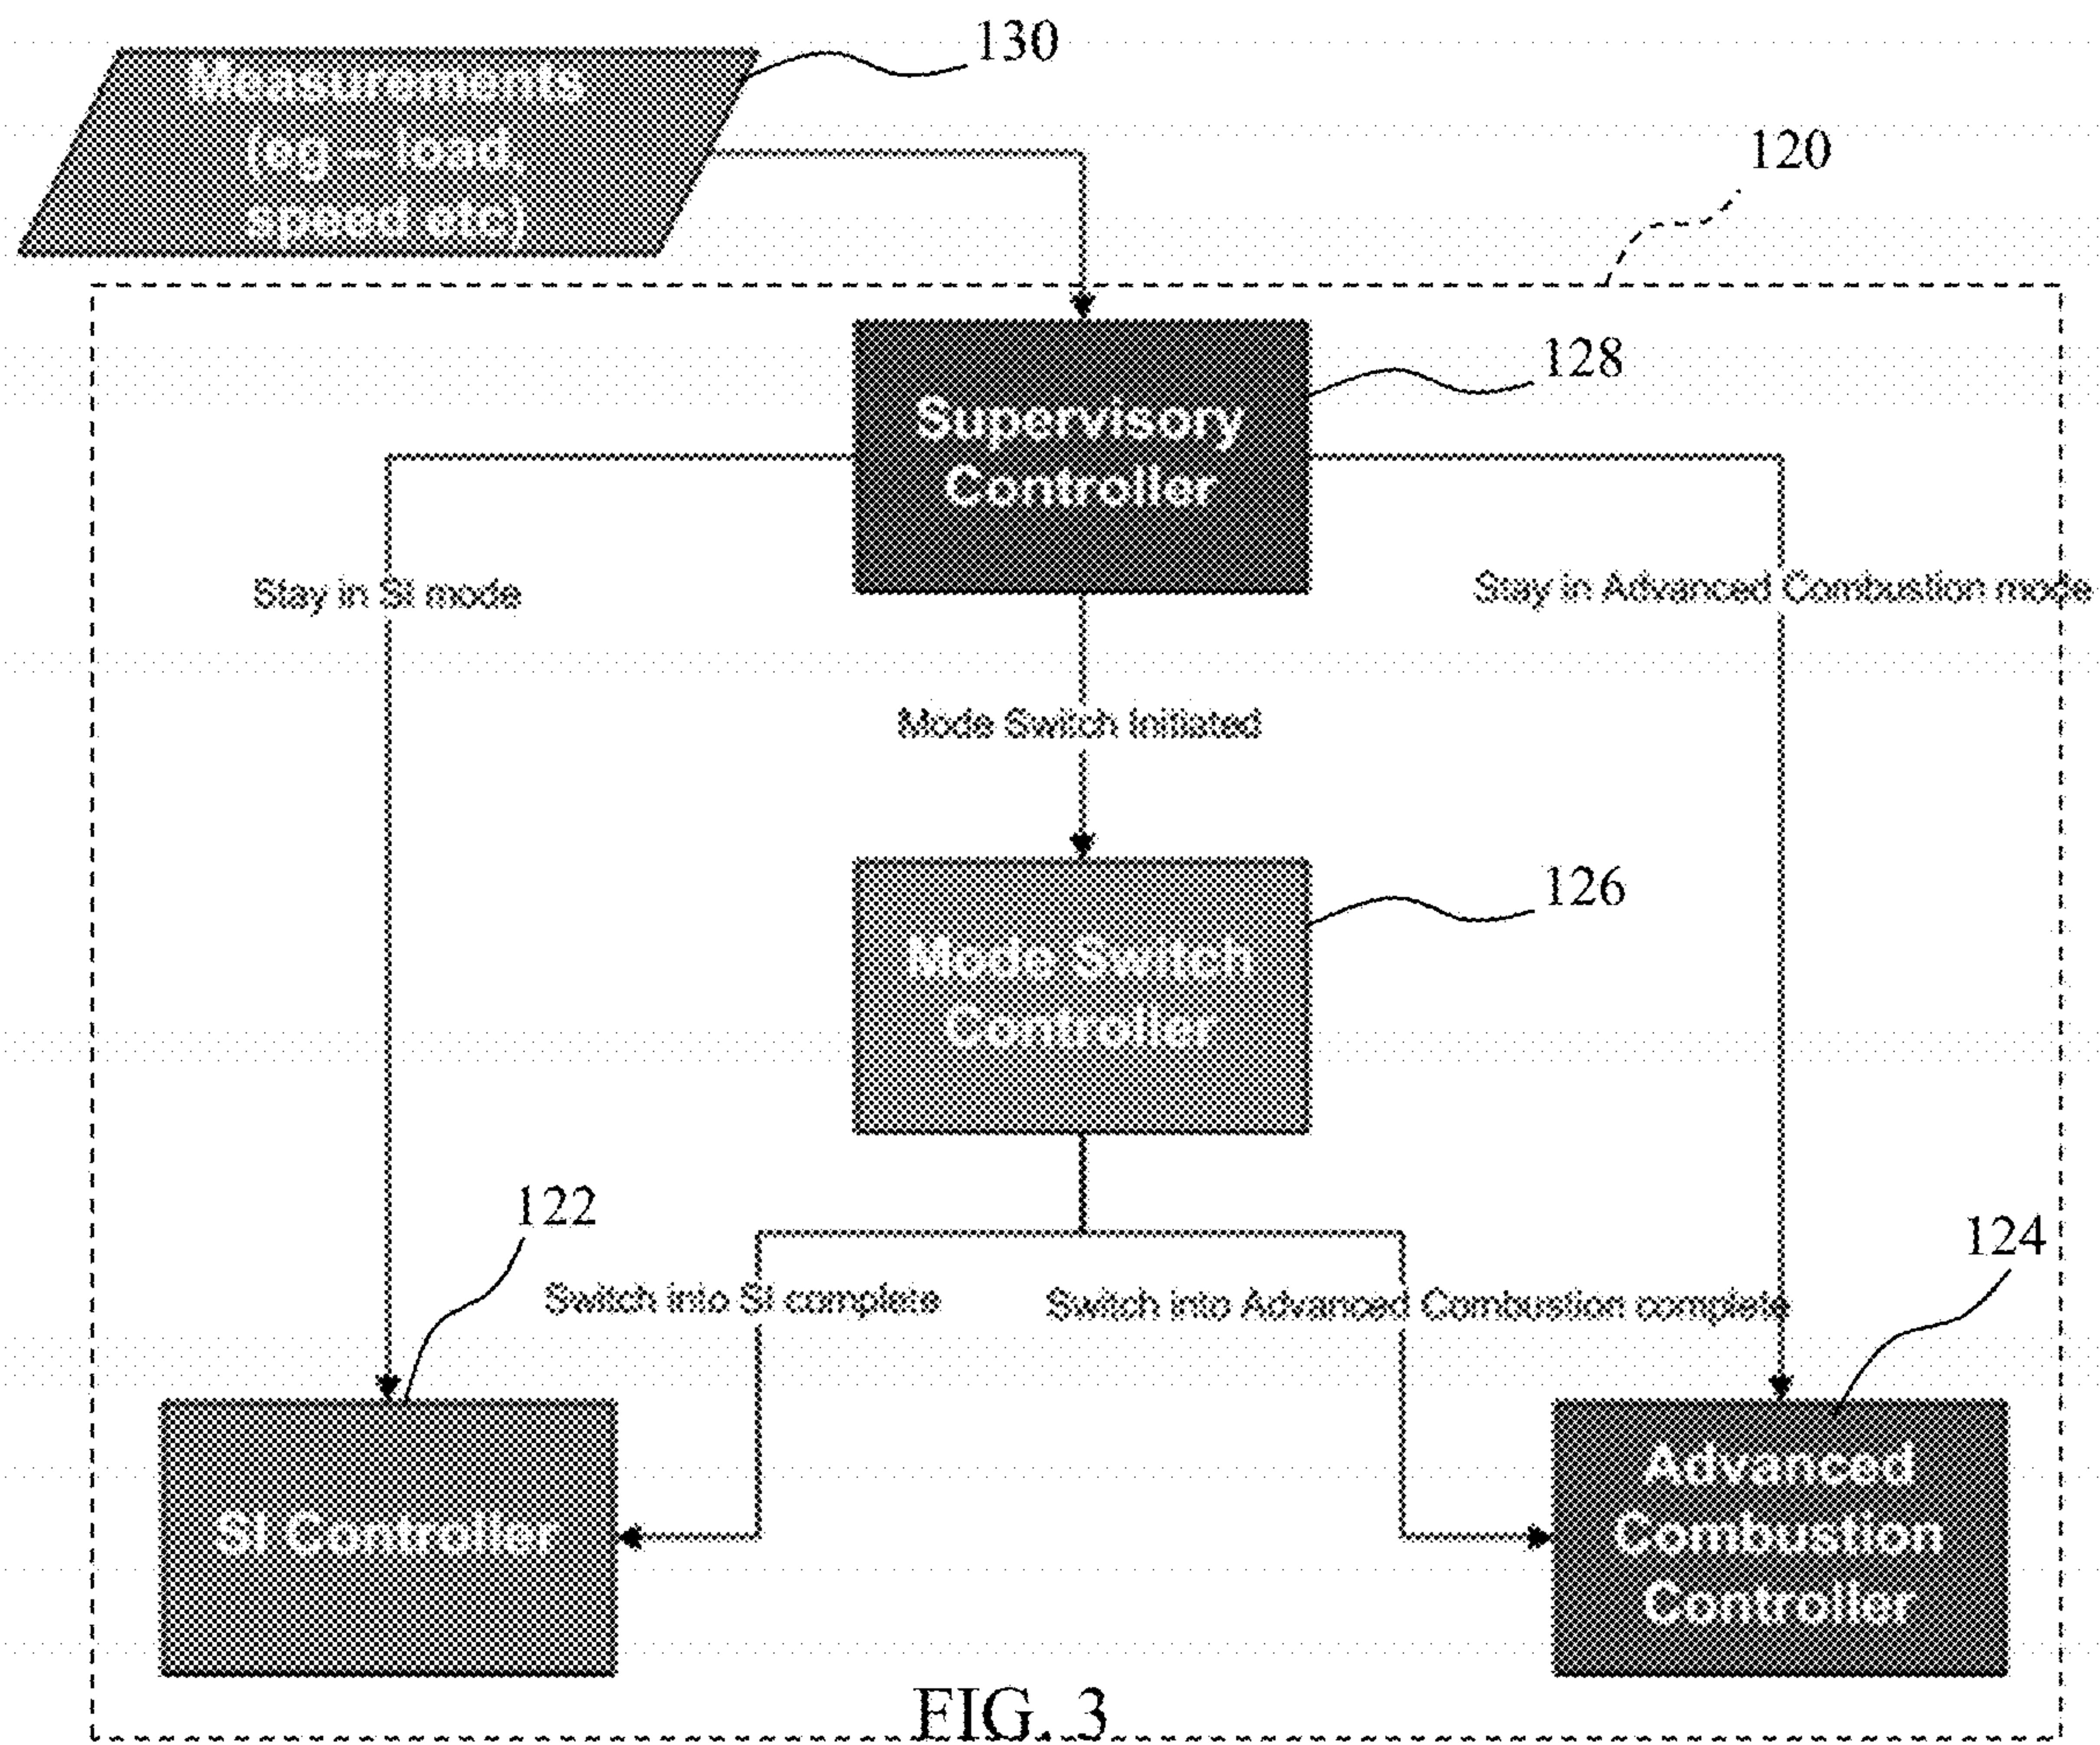 130
Measurements
(eg – load,
speed etc)
120
128
Supervisory
Controller
Stay in SI mode
Stay in Advanced Combustion mode
Mode Switch Initiated
126
Mode Switch
Controller
122
124
Switch into SI complete
Switch into Advanced Combustion complete
SI Controller
Advanced
Combustion
Controller
FIG. 3